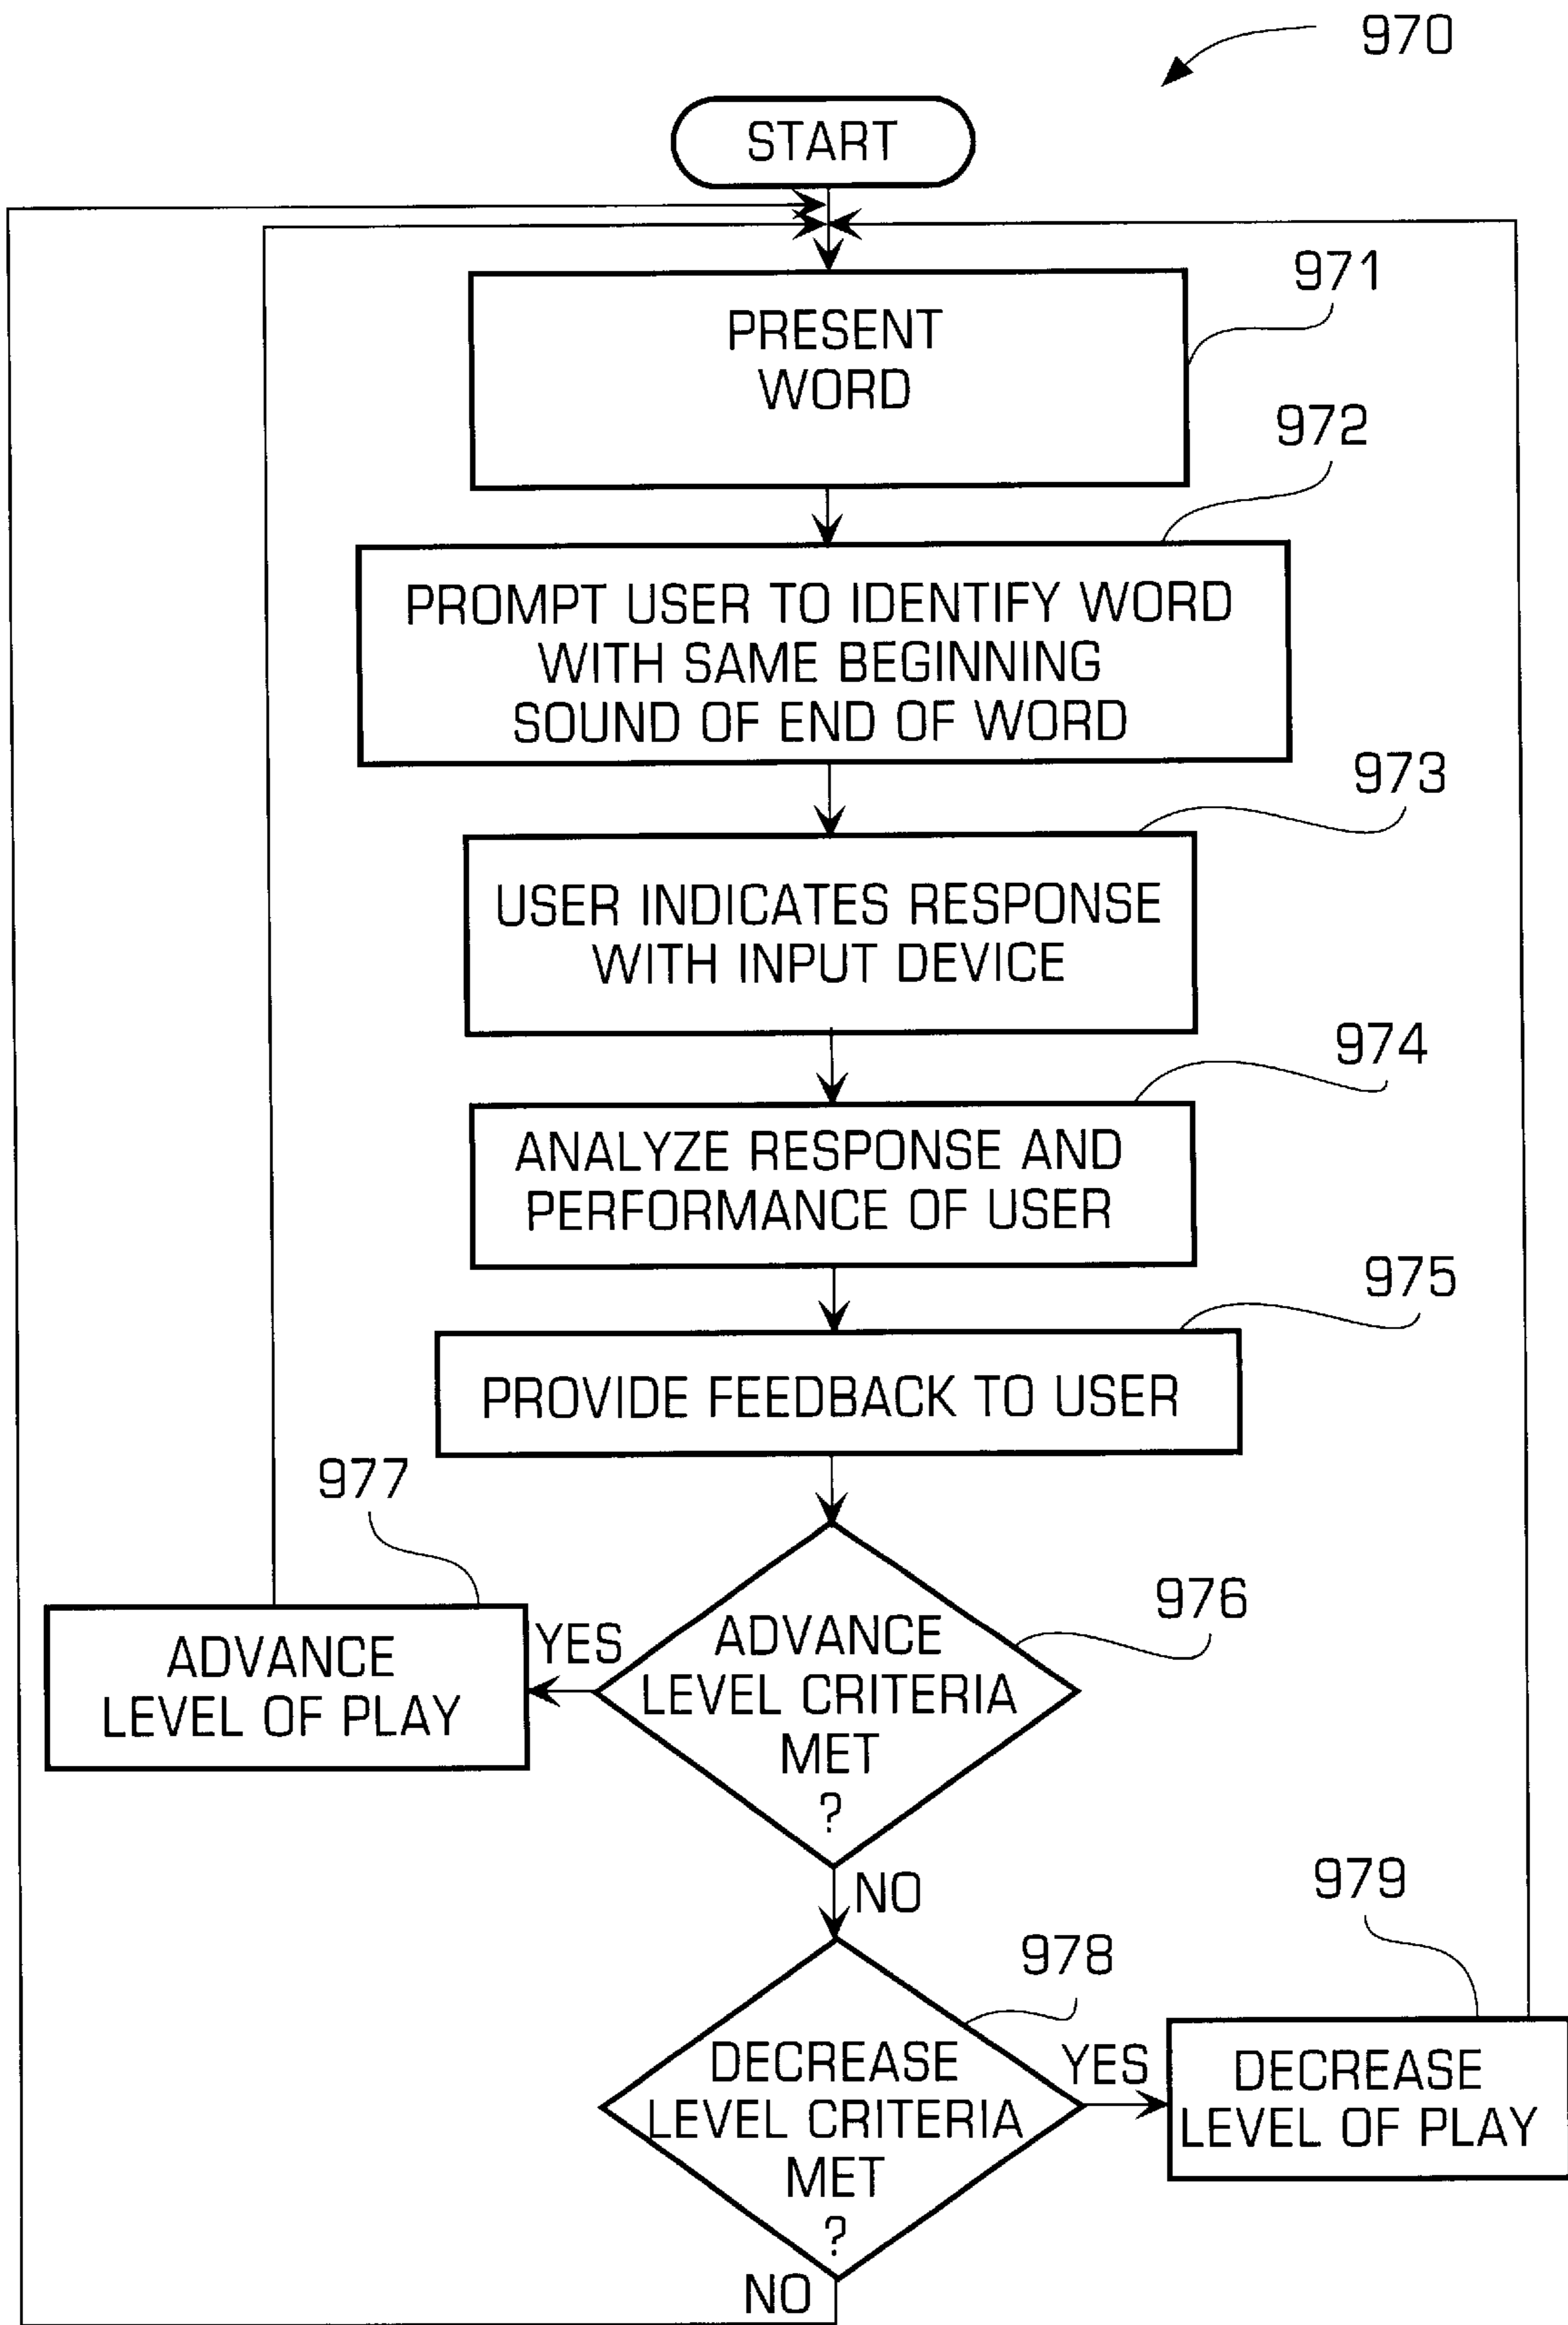 970
START
971
PRESENT
WORD
972
PROMPT USER TO IDENTIFY WORD
WITH SAME BEGINNING
SOUND OF END OF WORD
973
USER INDICATES RESPONSE
WITH INPUT DEVICE
974
ANALYZE RESPONSE AND
PERFORMANCE OF USER
975
PROVIDE FEEDBACK TO USER
977
976
ADVANCE
LEVEL OF PLAY
YES
ADVANCE
LEVEL CRITERIA
MET
?
NO
979
978
DECREASE
LEVEL CRITERIA
MET
?
YES
DECREASE
LEVEL OF PLAY
NO